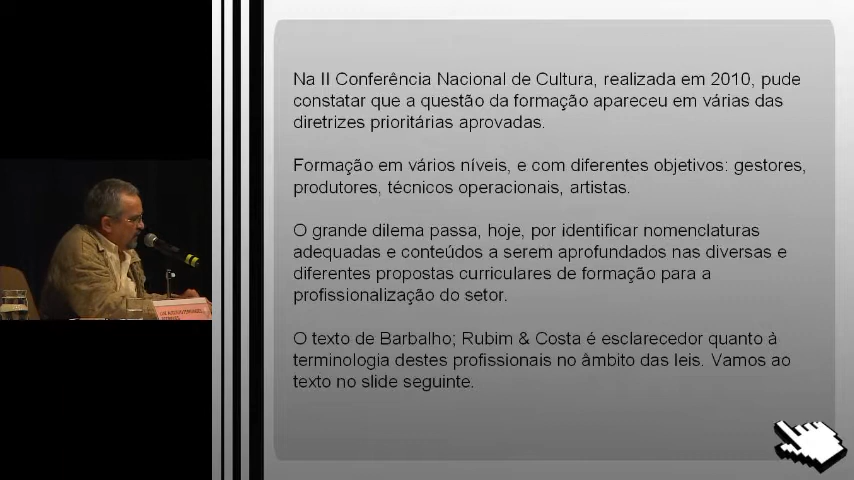 Na II Conferência Nacional de Cultura, realizada em 2010, pude
constatar que a questão da formação apareceu em várias das
diretrizes prioritárias aprovadas.
Formação em vários níveis, e com diferentes objetivos: gestores,
produtores, técnicos operacionais, artistas.
O grande dilema passa, hoje, por identificar nomenclaturas
adequadas e conteúdos a serem aprofundados nas diversas e
diferentes propostas curriculares de formação para a
profissionalização do setor.
O texto de Barbalho; Rubim & Costa é esclarecedor quanto à
terminologia destes profissionais no âmbito das leis. Vamos ao
texto no slide seguinte.